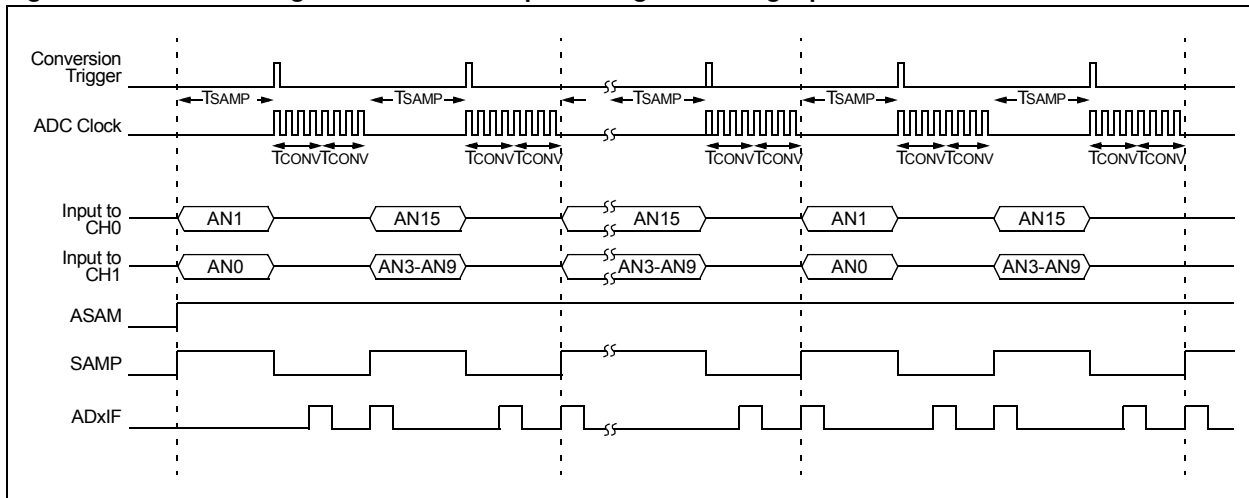 Conversion
Trigger
TSAMP TSAMP TSAMP TSAMP TSAMP
ADC Clock
TCONV TCONV TCONV TCONV TCONV TCONV TCONV TCONV TCONV TCONV
Input to
CH0
AN1 AN15 AN15 AN1 AN15
Input to
CH1
AN0 AN3-AN9 AN3-AN9 AN0 AN3-AN9
ASAM
SAMP
ADxIF